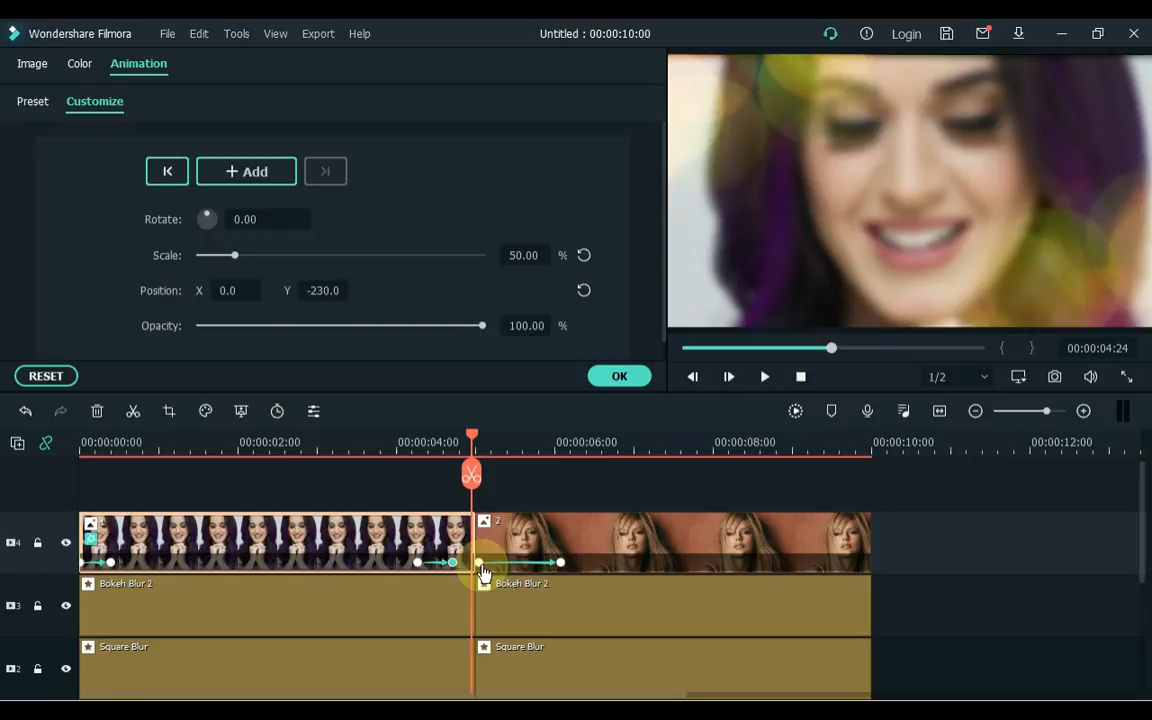 Wondershare Filmora File Edit Tools View Export Help Untitled : 00:00:10:00 Login
Image Color Animation
Preset Customize
+ Add
Rotate: 0.00
Scale: 50.00 %
Position: X 0.0 Y -230.0
Opacity: 100.00 %
00:00:04:24
RESET OK
1/2
00:00:00:00 00:00:02:00 00:00:04:00 00:00:06:00 00:00:08:00 00:00:10:00 00:00:12:00
1 2
4
Bokeh Blur 2 Bokeh Blur 2
3
Square Blur Square Blur
2